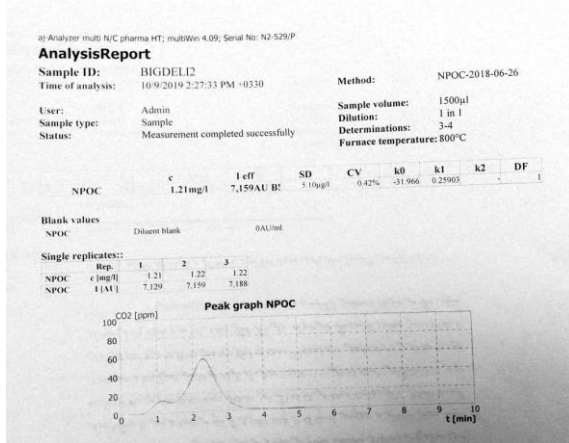 aj-Analyzer multi N/C pharma HT; multiWin 4.09; Serial No: N2-529/P
AnalysisReport
Sample ID: BIGDELI2
Time of analysis: 10/9/2019 2:27:33 PM +0330
Method: NPOC-2018-06-26
User: Admin
Sample type: Sample
Status: Measurement completed successfully
Sample volume: 1500µl
Dilution: 1 in 1
Determinations: 3-4
Furnace temperature: 800°C
c I eff SD CV k0 k1 k2 DF
NPOC 1.21mg/l 7,159AU 5.10µg/l 0.42% -31.966 0.25903 - 1
Blank values
NPOC Diluent blank 0AU/ml
Single replicates::
Rep. 1 2 3
NPOC c [mg/l] 1.21 1.22 1.22
NPOC I [AU] 7,129 7,159 7,188
Peak graph NPOC
CO2 [ppm]
100
80
60
40
20
0
0 1 2 3 4 5 6 7 8 9 10
t [min]